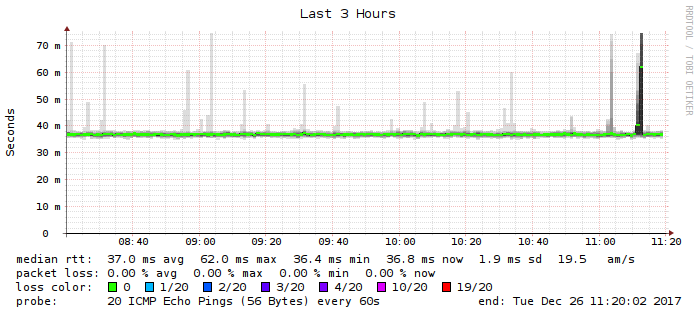 Last 3 Hours
RRDTOOL / TOBI OETIKER
Seconds
70 m
60 m
50 m
40 m
30 m
20 m
10 m
0
08:40 09:00 09:20 09:40 10:00 10:20 10:40 11:00 11:20
median rtt: 37.0 ms avg 62.0 ms max 36.4 ms min 36.8 ms now 1.9 ms sd 19.5 am/s
packet loss: 0.00 % avg 0.00 % max 0.00 % min 0.00 % now
loss color: 0 1/20 2/20 3/20 4/20 10/20 19/20
probe: 20 ICMP Echo Pings (56 Bytes) every 60s end: Tue Dec 26 11:20:02 2017